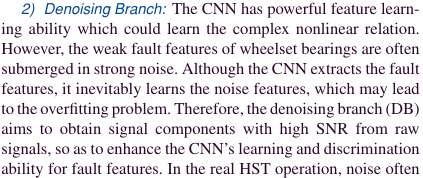 2) Denoising Branch: The CNN has powerful feature learn-
ing ability which could learn the complex nonlinear relation.
However, the weak fault features of wheelset bearings are often
submerged in strong noise. Although the CNN extracts the fault
features, it inevitably learns the noise features, which may lead
to the overfitting problem. Therefore, the denoising branch (DB)
aims to obtain signal components with high SNR from raw
signals, so as to enhance the CNN's learning and discrimination
ability for fault features. In the real HST operation, noise often